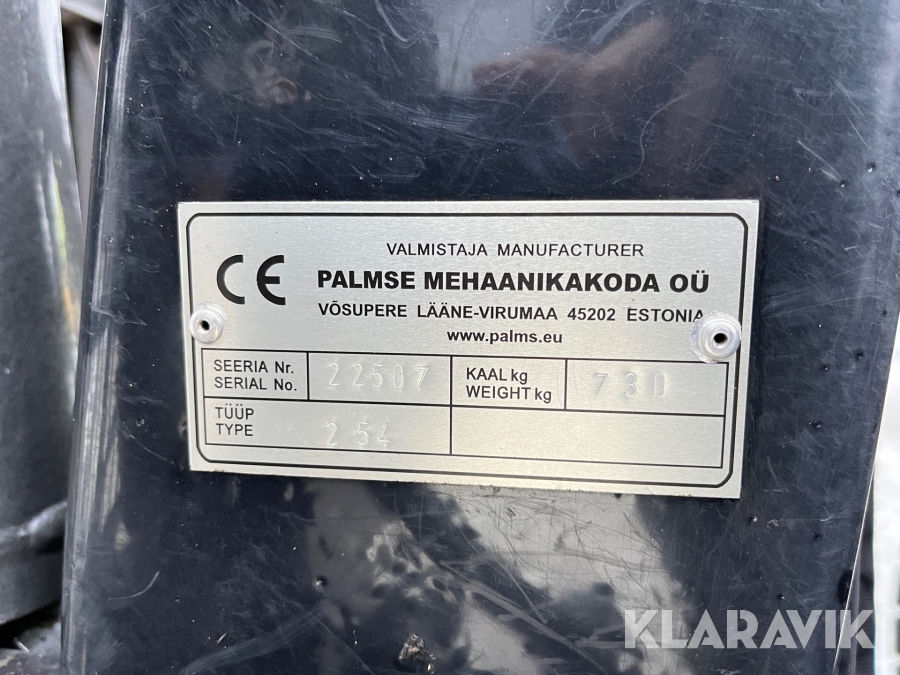 CE
VALMISTAJA MANUFACTURER
PALMSE MEHAANIKAKODA OÜ
VÕSUPERE LÄÄNE-VIRUMAA 45202 ESTONIA
www.palms.eu
SEERIA Nr. 22507 KAAL kg 730
SERIAL No. WEIGHT kg
TÜÜP 254
TYPE
KLARAVIK